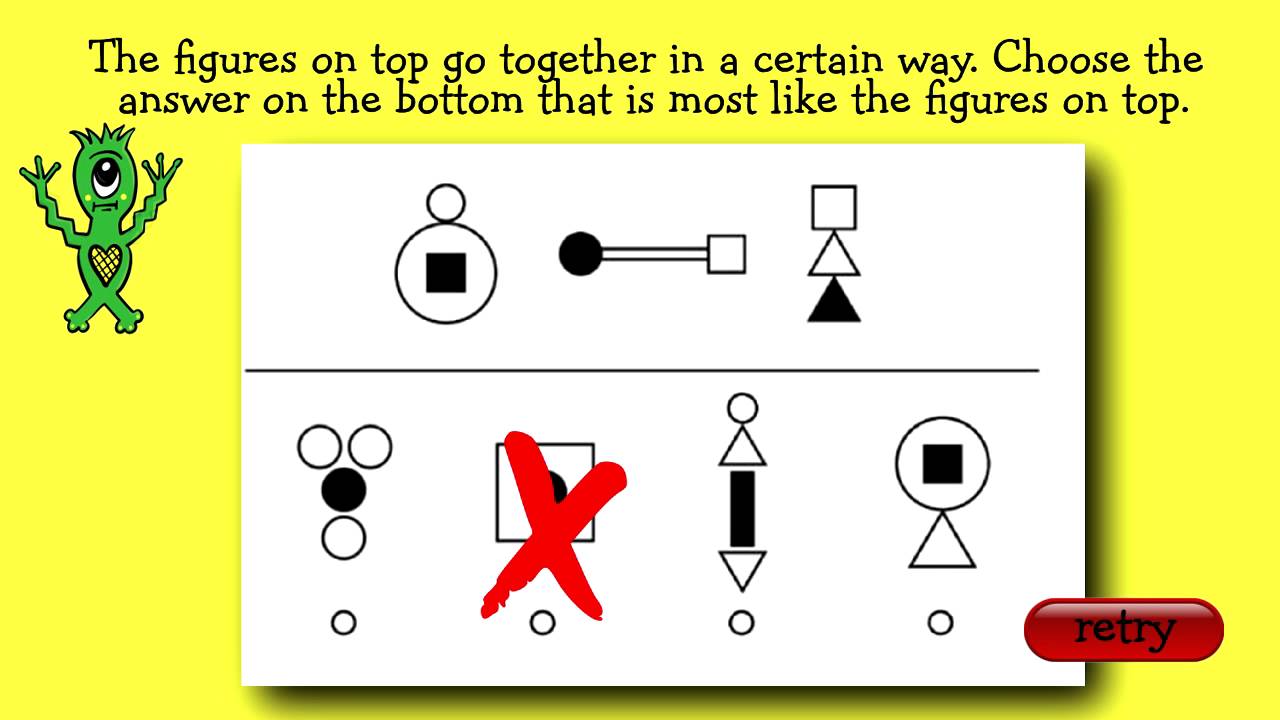 The figures on top go together in a certain way. Choose the
answer on the bottom that is most like the figures on top.
retry